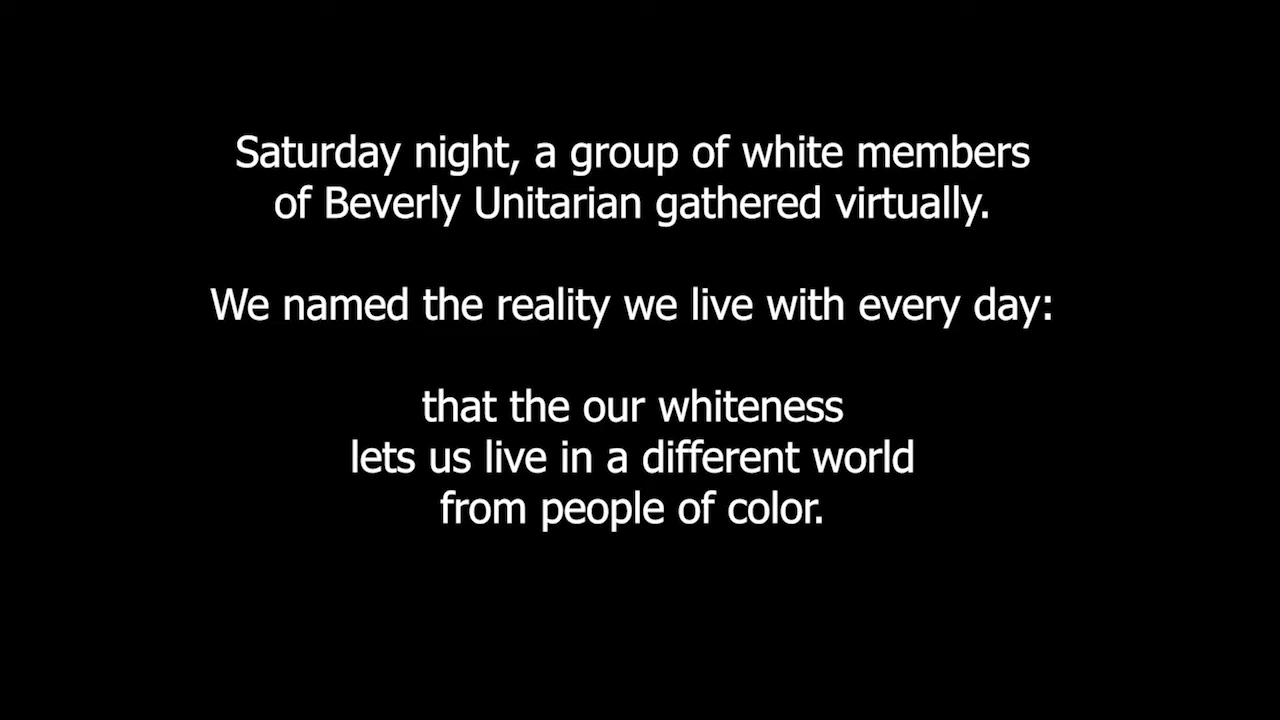 Saturday night, a group of white members
of Beverly Unitarian gathered virtually.
We named the reality we live with every day:
that the our whiteness
lets us live in a different world
from people of color.